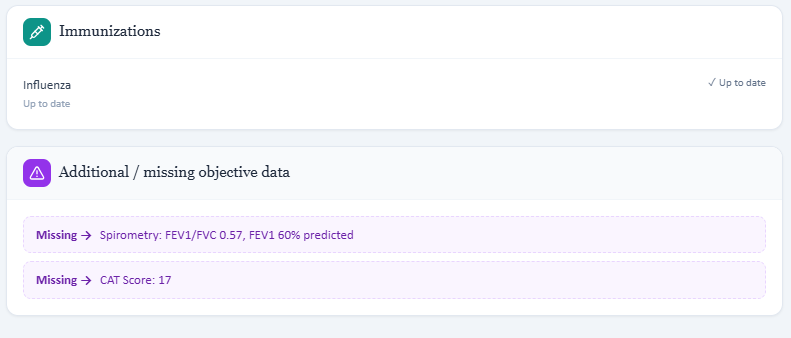 Immunizations
Influenza
✓ Up to date
Up to date
Additional / missing objective data
Missing → Spirometry: FEV1/FVC 0.57, FEV1 60% predicted
Missing → CAT Score: 17